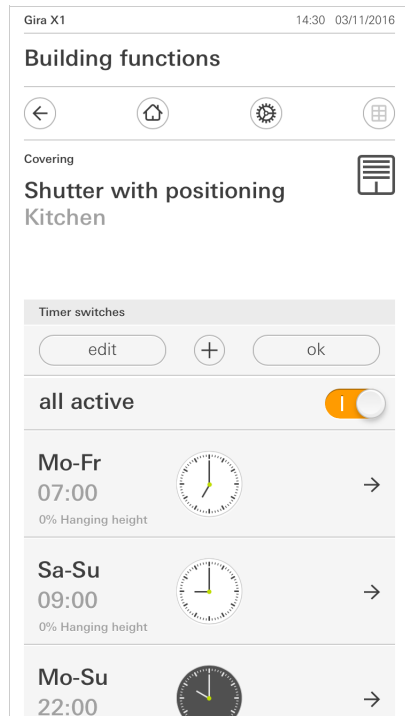 Gira X1 14:30 03/11/2016
Building functions
Covering
Shutter with positioning
Kitchen
Timer switches
edit + ok
all active
Mo-Fr
07:00
0% Hanging height
Sa-Su
09:00
0% Hanging height
Mo-Su
22:00